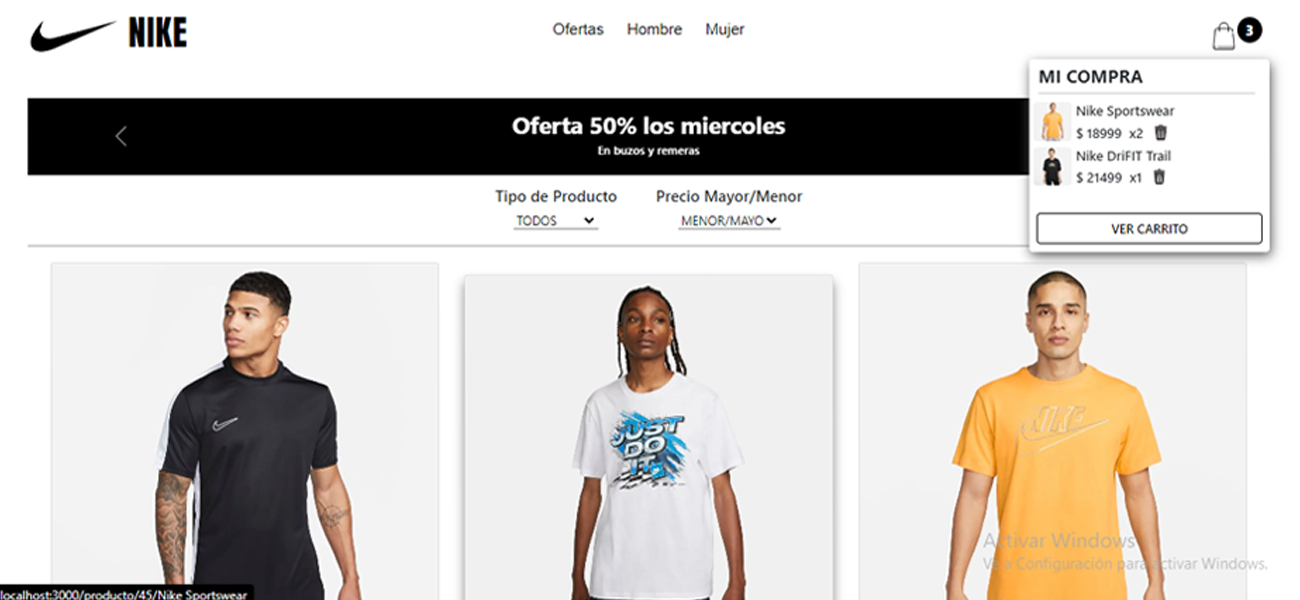 NIKE
Ofertas Hombre Mujer
3
MI COMPRA
Nike Sportswear
$ 18999 x2
Nike DriFIT Trail
$ 21499 x1
VER CARRITO
Oferta 50% los miercoles
En buzos y remeras
Tipo de Producto Precio Mayor/Menor
TODOS MENOR/MAYO
JUST
DO
IT
NIKE
Activar Windows
Ve a Configuración para activar Windows.
localhost:3000/producto/45/Nike Sportswear